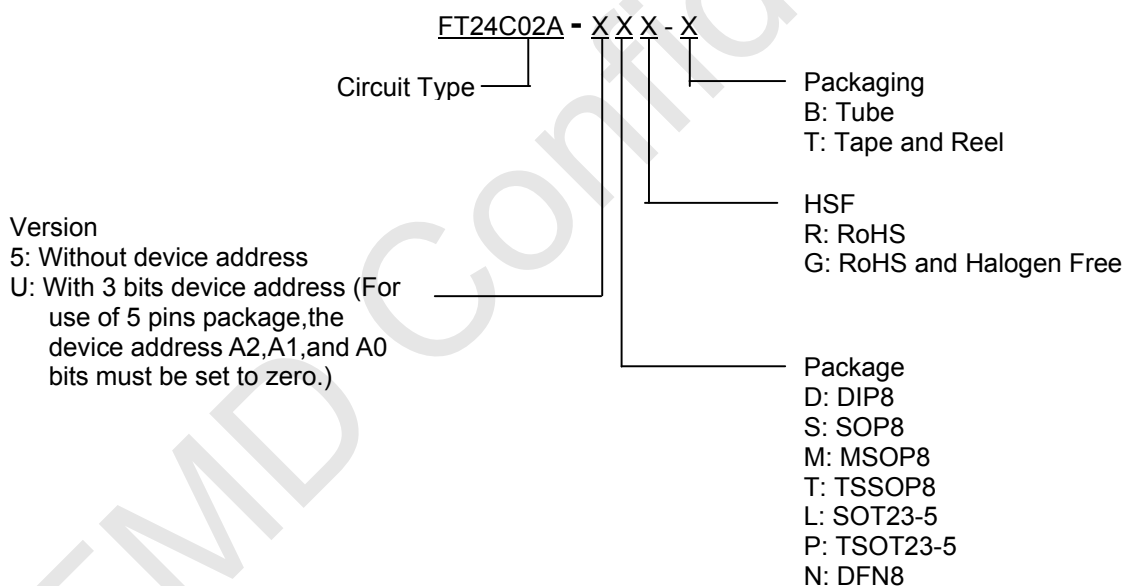 FT24C02A - X X X - X
Circuit Type
Packaging
B: Tube
T: Tape and Reel
HSF
R: RoHS
G: RoHS and Halogen Free
Version
5: Without device address
U: With 3 bits device address (For
use of 5 pins package,the
device address A2,A1,and A0
bits must be set to zero.)
Package
D: DIP8
S: SOP8
M: MSOP8
T: TSSOP8
L: SOT23-5
P: TSOT23-5
N: DFN8